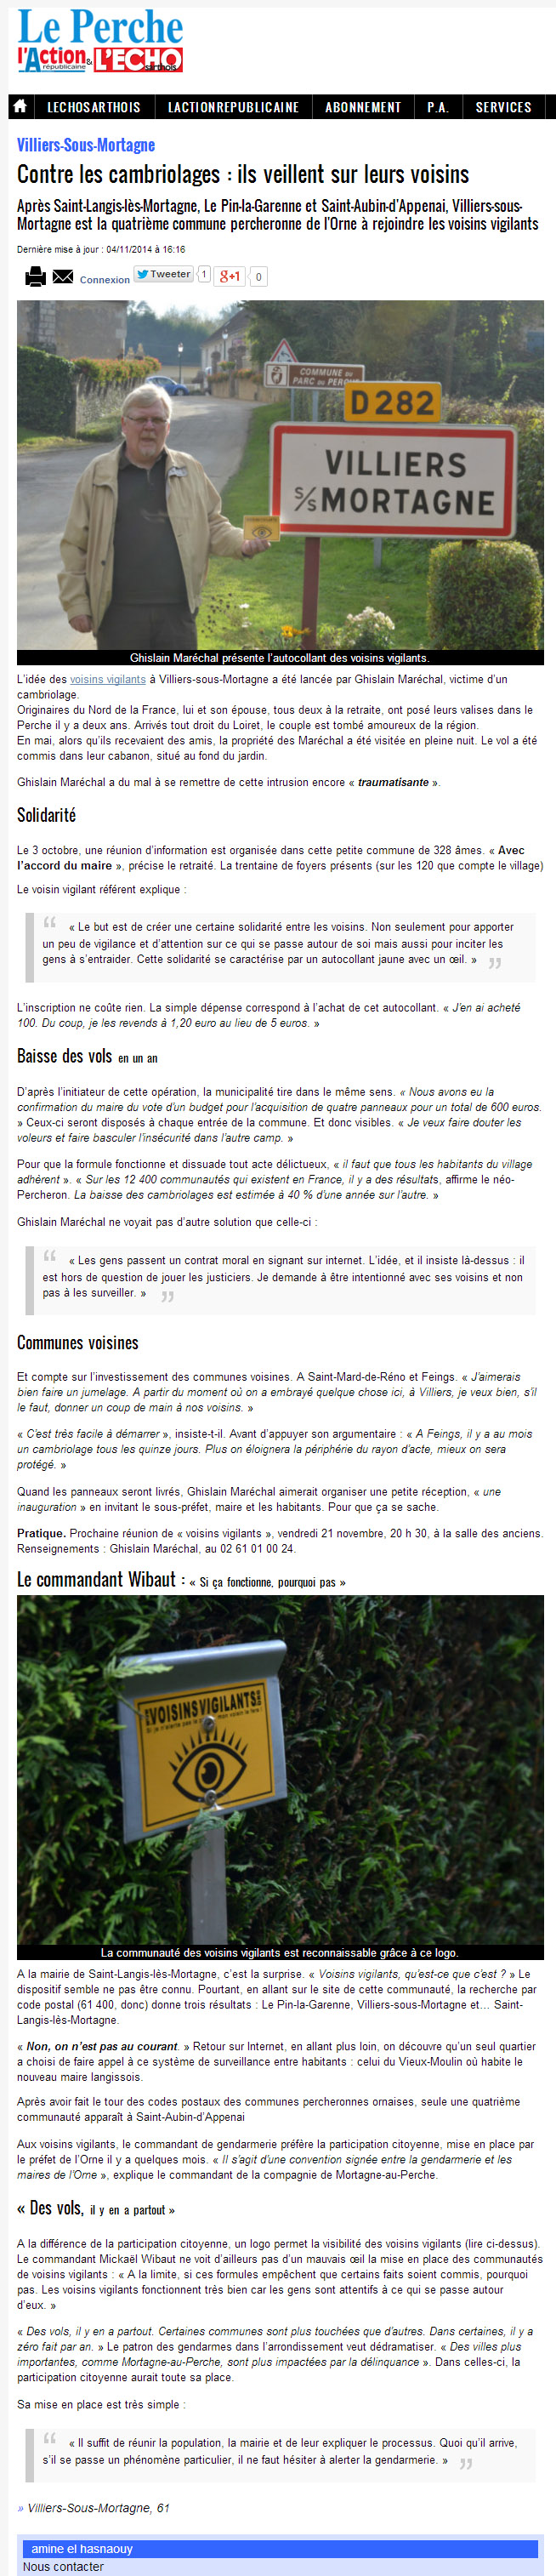 Le Perche
l'Action & L'ECHO
républicaine sarthois
LECHOSARTHOIS LACTIONREPUBLICAINE ABONNEMENT P.A. SERVICES
Villiers-Sous-Mortagne
Contre les cambriolages : ils veillent sur leurs voisins
Après Saint-Langis-lès-Mortagne, Le Pin-la-Garenne et Saint-Aubin-d'Appenai, Villiers-sous-
Mortagne est la quatrième commune percheronne de l'Orne à rejoindre les voisins vigilants
Dernière mise à jour : 04/11/2014 à 16:16
Connexion Tweeter 1 g+1 0
COMMUNE DU
PARC DU PERCHE
D282
VILLIERS
S/S MORTAGNE
Ghislain Maréchal présente l'autocollant des voisins vigilants.
L'idée des voisins vigilants à Villiers-sous-Mortagne a été lancée par Ghislain Maréchal, victime d'un
cambriolage.
Originaires du Nord de la France, lui et son épouse, tous deux à la retraite, ont posé leurs valises dans le
Perche il y a deux ans. Arrivés tout droit du Loiret, le couple est tombé amoureux de la région.
En mai, alors qu'ils recevaient des amis, la propriété des Maréchal a été visitée en pleine nuit. Le vol a été
commis dans leur cabanon, situé au fond du jardin.
Ghislain Maréchal a du mal à se remettre de cette intrusion encore « traumatisante ».
Solidarité
Le 3 octobre, une réunion d'information est organisée dans cette petite commune de 328 âmes. « Avec
l'accord du maire », précise le retraité. La trentaine de foyers présents (sur les 120 que compte le village)
Le voisin vigilant référent explique :
“ « Le but est de créer une certaine solidarité entre les voisins. Non seulement pour apporter
un peu de vigilance et d'attention sur ce qui se passe autour de soi mais aussi pour inciter les
gens à s'entraider. Cette solidarité se caractérise par un autocollant jaune avec un œil. » ”
L'inscription ne coûte rien. La simple dépense correspond à l'achat de cet autocollant. « J'en ai acheté
100. Du coup, je les revends à 1,20 euro au lieu de 5 euros. »
Baisse des vols en un an
D'après l'initiateur de cette opération, la municipalité tire dans le même sens. « Nous avons eu la
confirmation du maire du vote d'un budget pour l'acquisition de quatre panneaux pour un total de 600 euros.
» Ceux-ci seront disposés à chaque entrée de la commune. Et donc visibles. « Je veux faire douter les
voleurs et faire basculer l'insécurité dans l'autre camp. »
Pour que la formule fonctionne et dissuade tout acte délictueux, « il faut que tous les habitants du village
adhèrent ». « Sur les 12 400 communautés qui existent en France, il y a des résultats, affirme le néo-
Percheron. La baisse des cambriolages est estimée à 40 % d'une année sur l'autre. »
Ghislain Maréchal ne voyait pas d'autre solution que celle-ci :
“ « Les gens passent un contrat moral en signant sur internet. L'idée, et il insiste là-dessus : il
est hors de question de jouer les justiciers. Je demande à être intentionné avec ses voisins et non
pas à les surveiller. » ”
Communes voisines
Et compte sur l'investissement des communes voisines. A Saint-Mard-de-Réno et Feings. « J'aimerais
bien faire un jumelage. A partir du moment où on a embrayé quelque chose ici, à Villiers, je veux bien, s'il
le faut, donner un coup de main à nos voisins. »
« C'est très facile à démarrer », insiste-t-il. Avant d'appuyer son argumentaire : « A Feings, il y a au mois
un cambriolage tous les quinze jours. Plus on éloignera la périphérie du rayon d'acte, mieux on sera
protégé. »
Quand les panneaux seront livrés, Ghislain Maréchal aimerait organiser une petite réception, « une
inauguration » en invitant le sous-préfet, maire et les habitants. Pour que ça se sache.
Pratique. Prochaine réunion de « voisins vigilants », vendredi 21 novembre, 20 h 30, à la salle des anciens.
Renseignements : Ghislain Maréchal, au 02 61 01 00 24.
Le commandant Wibaut : « Si ça fonctionne, pourquoi pas »
VOISINSVIGILANTS
La communauté des voisins vigilants est reconnaissable grâce à ce logo.
A la mairie de Saint-Langis-lès-Mortagne, c'est la surprise. « Voisins vigilants, qu'est-ce que c'est ? » Le
dispositif semble ne pas être connu. Pourtant, en allant sur le site de cette communauté, la recherche par
code postal (61 400, donc) donne trois résultats : Le Pin-la-Garenne, Villiers-sous-Mortagne et… Saint-
Langis-lès-Mortagne.
« Non, on n'est pas au courant. » Retour sur Internet, en allant plus loin, on découvre qu'un seul quartier
a choisi de faire appel à ce système de surveillance entre habitants : celui du Vieux-Moulin où habite le
nouveau maire langissois.
Après avoir fait le tour des codes postaux des communes percheronnes ornaises, seule une quatrième
communauté apparaît à Saint-Aubin-d'Appenai
Aux voisins vigilants, le commandant de gendarmerie préfère la participation citoyenne, mise en place par
le préfet de l'Orne il y a quelques mois. « Il s'agit d'une convention signée entre la gendarmerie et les
maires de l'Orne », explique le commandant de la compagnie de Mortagne-au-Perche.
« Des vols, il y en a partout »
A la différence de la participation citoyenne, un logo permet la visibilité des voisins vigilants (lire ci-dessus).
Le commandant Mickaël Wibaut ne voit d'ailleurs pas d'un mauvais œil la mise en place des communautés
de voisins vigilants : « A la limite, si ces formules empêchent que certains faits soient commis, pourquoi
pas. Les voisins vigilants fonctionnent très bien car les gens sont attentifs à ce qui se passe autour
d'eux. »
« Des vols, il y en a partout. Certaines communes sont plus touchées que d'autres. Dans certaines, il y a
zéro fait par an. » Le patron des gendarmes dans l'arrondissement veut dédramatiser. « Des villes plus
importantes, comme Mortagne-au-Perche, sont plus impactées par la délinquance ». Dans celles-ci, la
participation citoyenne aurait toute sa place.
Sa mise en place est très simple :
“ « Il suffit de réunir la population, la mairie et de leur expliquer le processus. Quoi qu'il arrive,
s'il se passe un phénomène particulier, il ne faut hésiter à alerter la gendarmerie. » ”
» Villiers-Sous-Mortagne, 61
amine el hasnaouy
Nous contacter